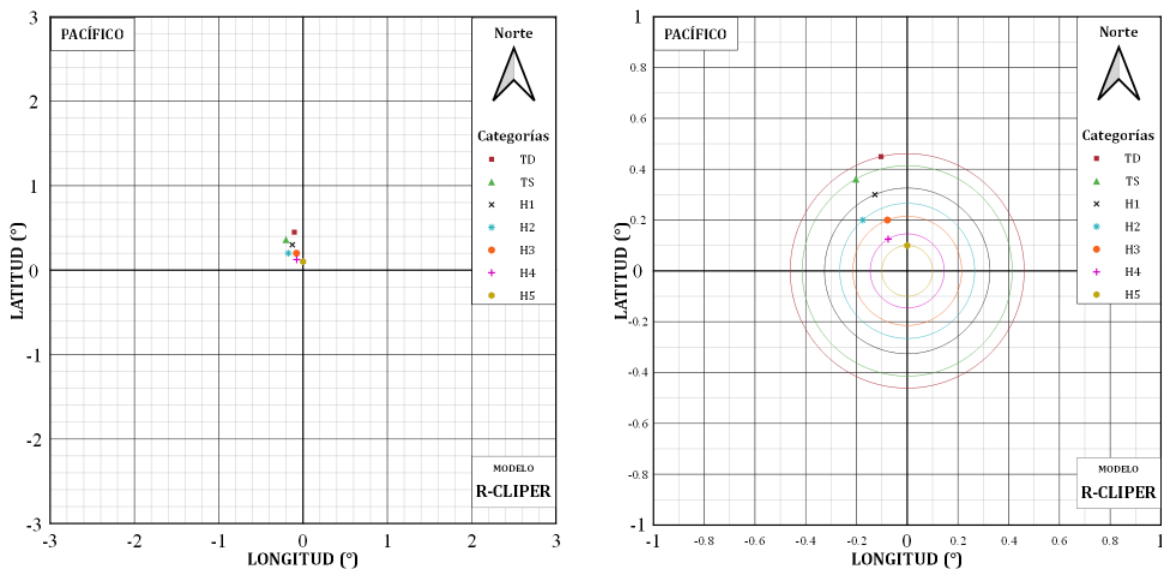 PACÍFICO
Norte
Categorías
TD
TS
H1
H2
H3
H4
H5
MODELO
R-CLIPER
3
2
1
0
-1
-2
-3
-3
-2
-1
0
1
2
3
LATITUD (°)
LONGITUD (°)
PACÍFICO
Norte
Categorías
TD
TS
H1
H2
H3
H4
H5
MODELO
R-CLIPER
1
0.8
0.6
0.4
0.2
0
-0.2
-0.4
-0.6
-0.8
-1
-1
-0.8
-0.6
-0.4
-0.2
0
0.2
0.4
0.6
0.8
1
LATITUD (°)
LONGITUD (°)